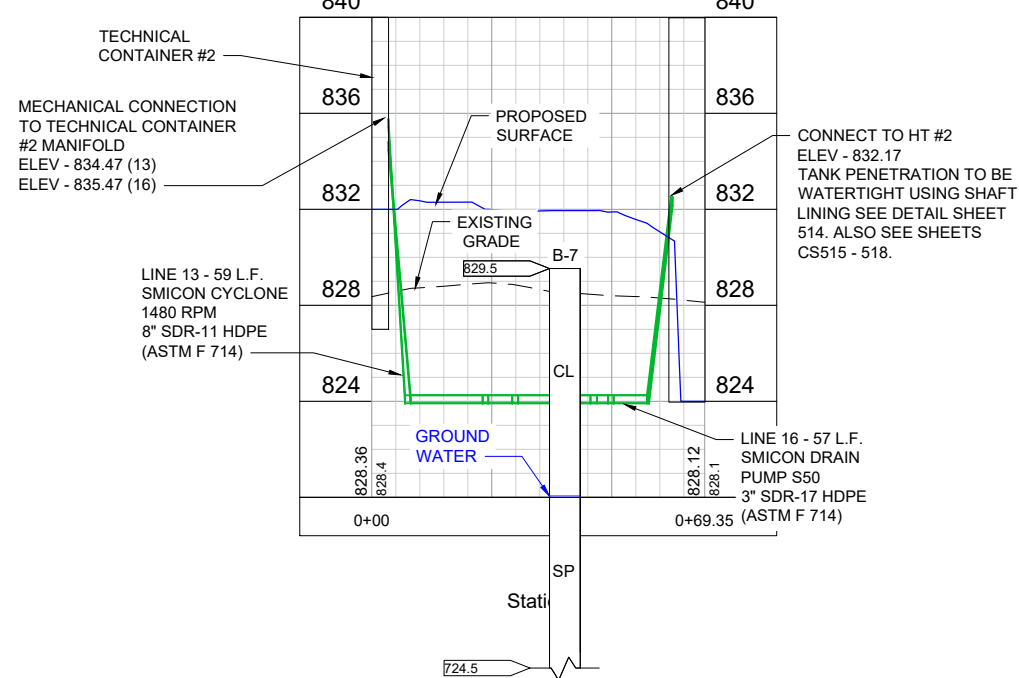 840
840
TECHNICAL
CONTAINER #2
MECHANICAL CONNECTION
TO TECHNICAL CONTAINER
#2 MANIFOLD
ELEV - 834.47 (13)
ELEV - 835.47 (16)
836
836
PROPOSED
SURFACE
CONNECT TO HT #2
ELEV - 832.17
TANK PENETRATION TO BE
WATERTIGHT USING SHAFT
LINING SEE DETAIL SHEET
514. ALSO SEE SHEETS
CS515 - 518.
832
832
EXISTING
GRADE
B-7
829.5
LINE 13 - 59 L.F.
SMICON CYCLONE
1480 RPM
8" SDR-11 HDPE
(ASTM F 714)
828
828
CL
824
824
GROUND
WATER
LINE 16 - 57 L.F.
SMICON DRAIN
PUMP S50
3" SDR-17 HDPE
(ASTM F 714)
828.36
828.4
828.12
828.1
0+00
0+69.35
SP
Stati
724.5